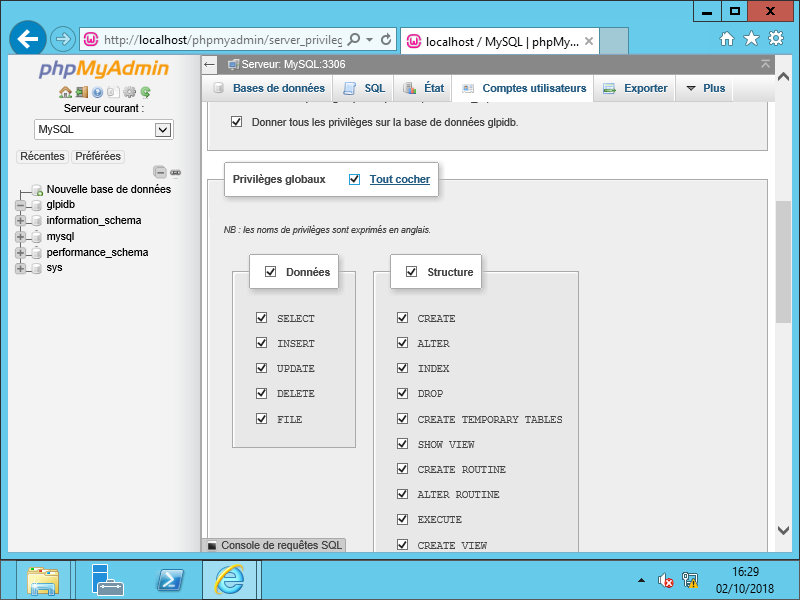 http://localhost/phpmyadmin/server_privileg
localhost / MySQL | phpMy...
phpMyAdmin
Serveur courant :
MySQL
Récentes Préférées
Nouvelle base de données
glpidb
information_schema
mysql
performance_schema
sys
Serveur: MySQL:3306
Bases de données SQL État Comptes utilisateurs Exporter Plus
Donner tous les privilèges sur la base de données glpidb.
Privilèges globaux Tout cocher
NB : les noms de privilèges sont exprimés en anglais.
Données
SELECT
INSERT
UPDATE
DELETE
FILE
Structure
CREATE
ALTER
INDEX
DROP
CREATE TEMPORARY TABLES
SHOW VIEW
CREATE ROUTINE
ALTER ROUTINE
EXECUTE
CREATE VIEW
Console de requêtes SQL
16:29
02/10/2018